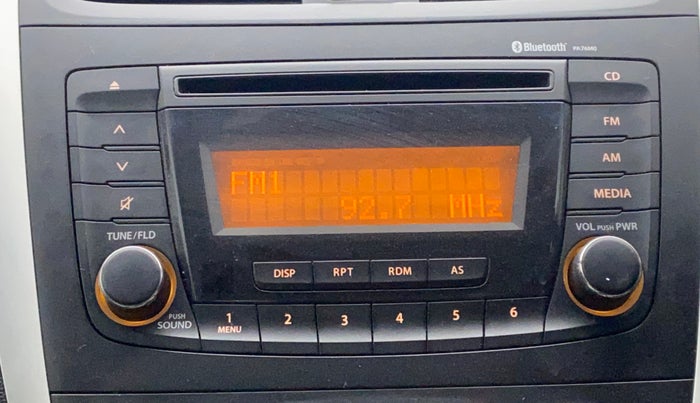 Bluetooth PA7604Q
CD
FM
AM
MEDIA
FM1
92.7 MHz
TUNE/FLD
VOL PUSH PWR
DISP RPT RDM AS
PUSH
SOUND
1 2 3 4 5 6
MENU